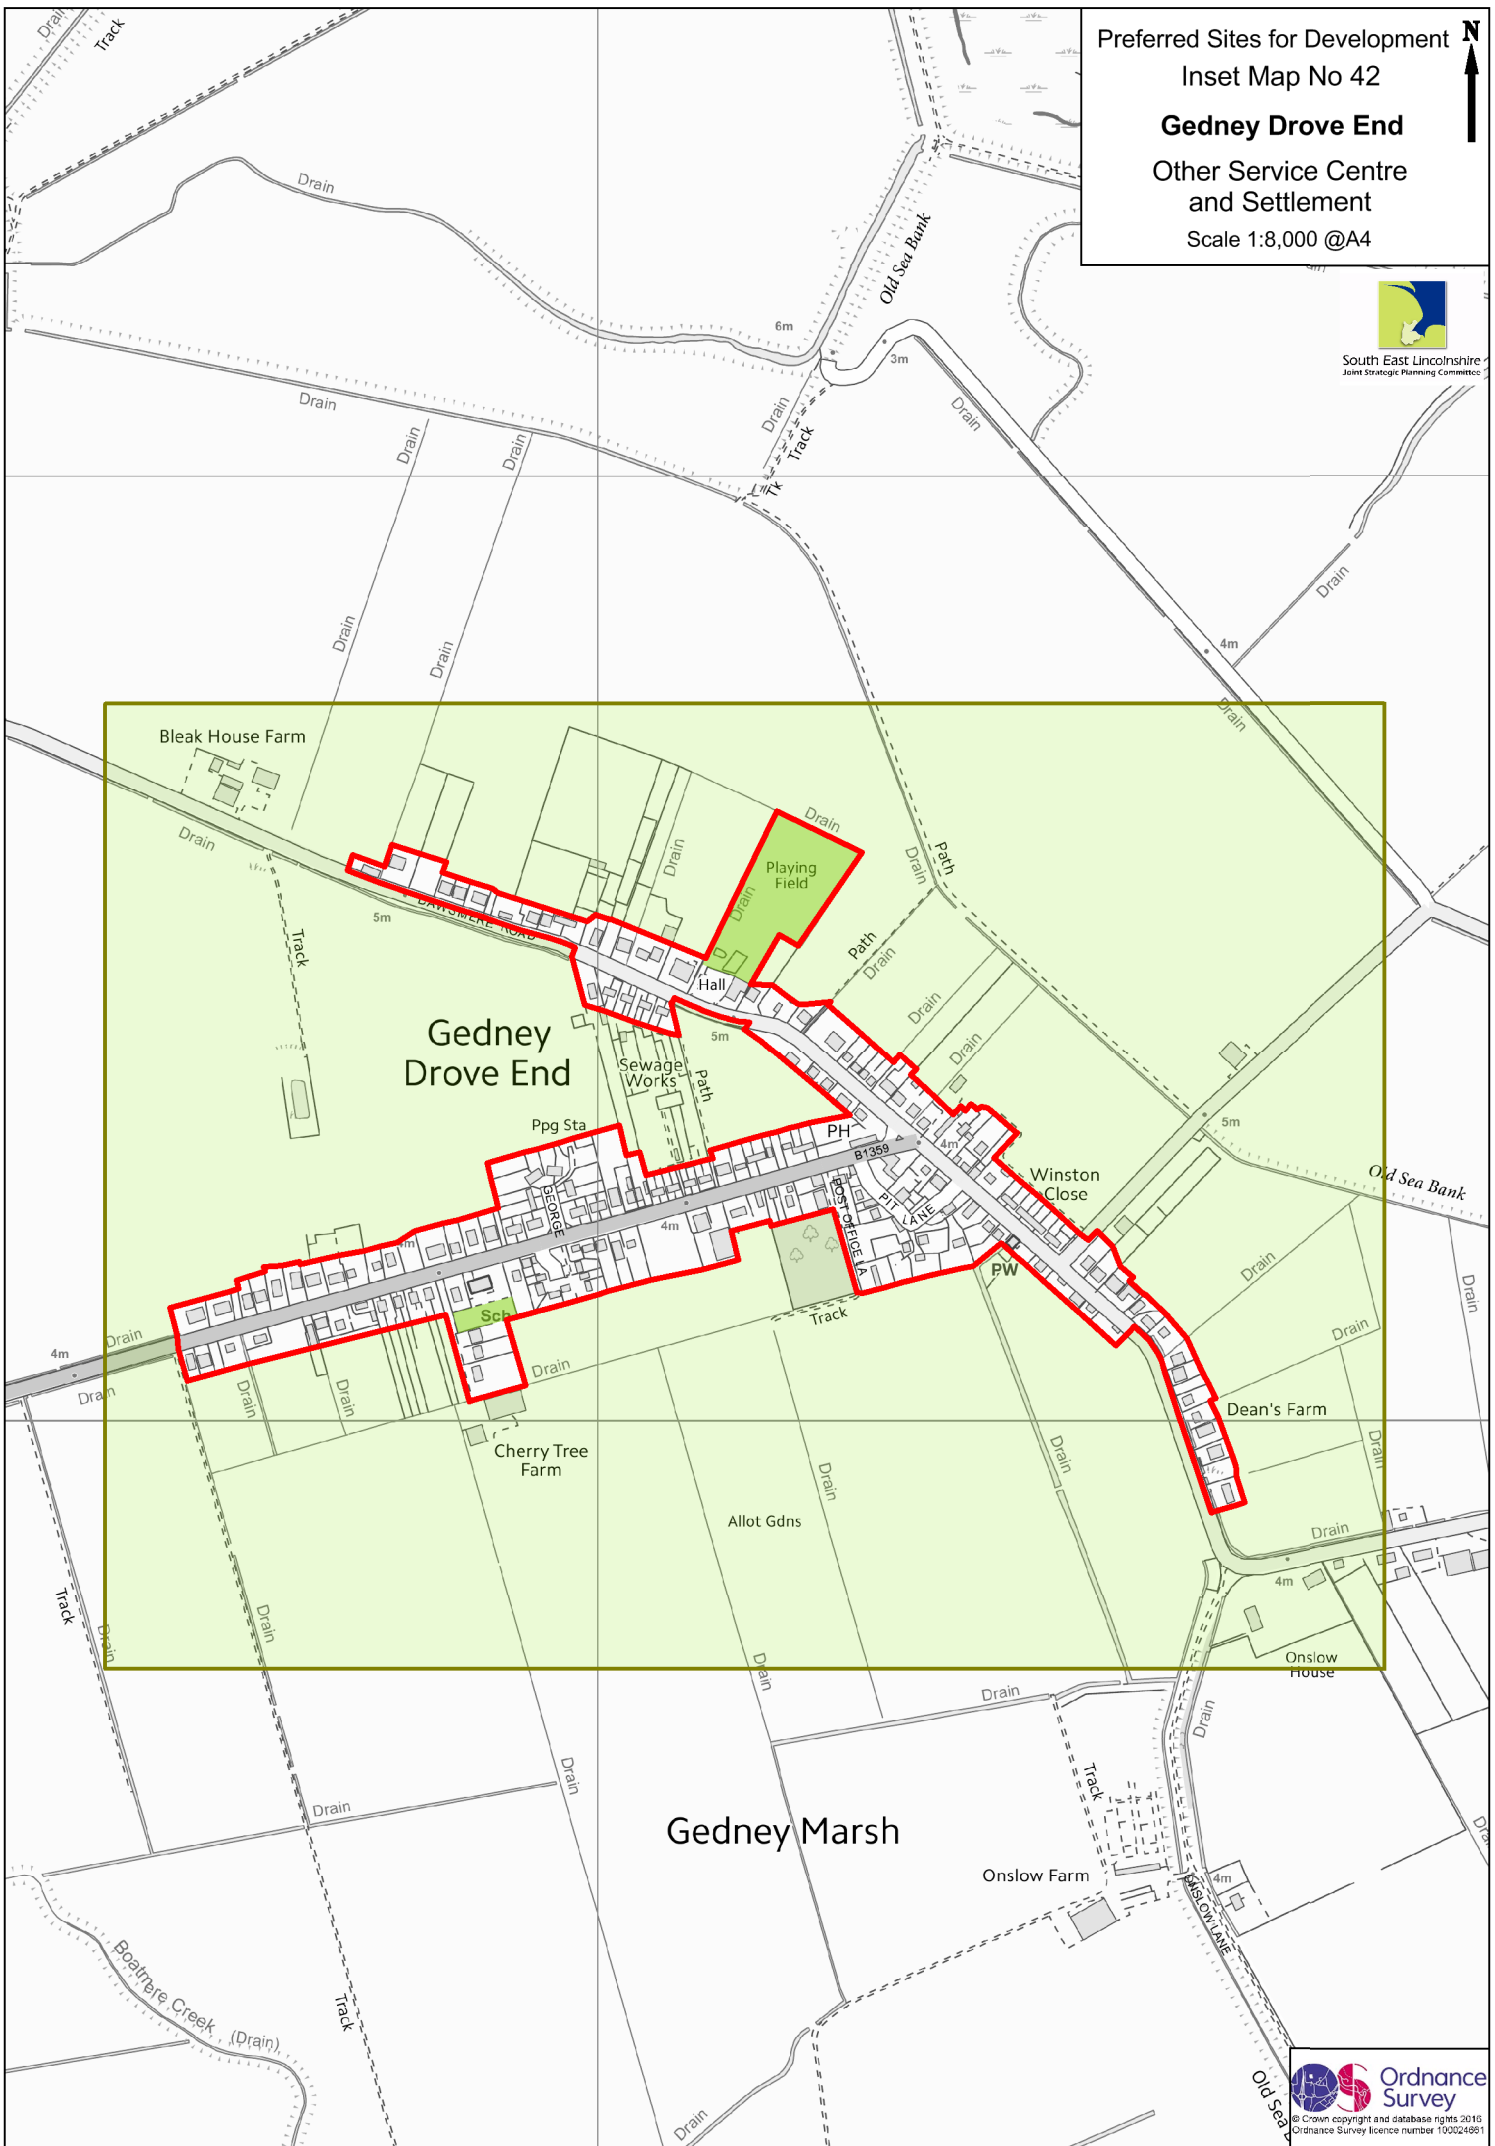 Preferred Sites for Development
N
Inset Map No 42
Gedney Drove End
Other Service Centre
and Settlement
Scale 1:8,000 @A4
South East Lincolnshire
Joint Strategic Planning Committee
Drain
Track
Drain
Old Sea Bank
6m
3m
Drain
Drain
Drain
Drain
Track
Tk
Drain
Drain
Drain
Drain
4m
Drain
Bleak House Farm
Drain
Drain
Playing
Field
Drain
Drain
Drain
Path
5m
BAWSMERE ROAD
Track
Path
Drain
Hall
Drain
5m
Gedney
Drove End
Sewage
Works
Path
Drain
Ppg Sta
PH
B1359
4m
5m
Old Sea Bank
Winston
Close
GEORGE
POST OFFICE LA
PIT LANE
4m
PW
Drain
Drain
Sch
Track
Drain
4m
Drain
Drain
Drain
Drain
Drain
Dean's Farm
Drain
Cherry Tree
Farm
Drain
Drain
Allot Gdns
Drain
4m
Track
Drain
Drain
Onslow
House
Drain
Drain
Drain
Drain
Track
Drain
Gedney Marsh
Onslow Farm
4m
ONSLOW LANE
Boatmere Creek (Drain)
Track
Drain
Old Sea
Ordnance
Survey
© Crown copyright and database rights 2016
Ordnance Survey licence number 100024691